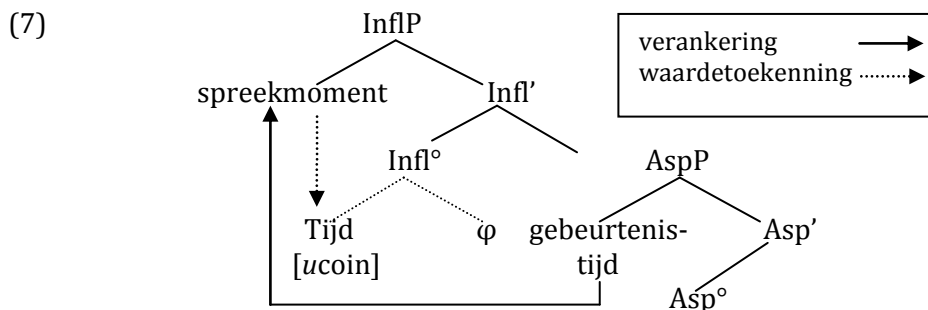 (7)
InflP
verankering
waardetoekenning
spreekmoment Infl’
Infl° AspP
Tijd φ gebeurtenis- Asp’
[ucoin] tijd
Asp°